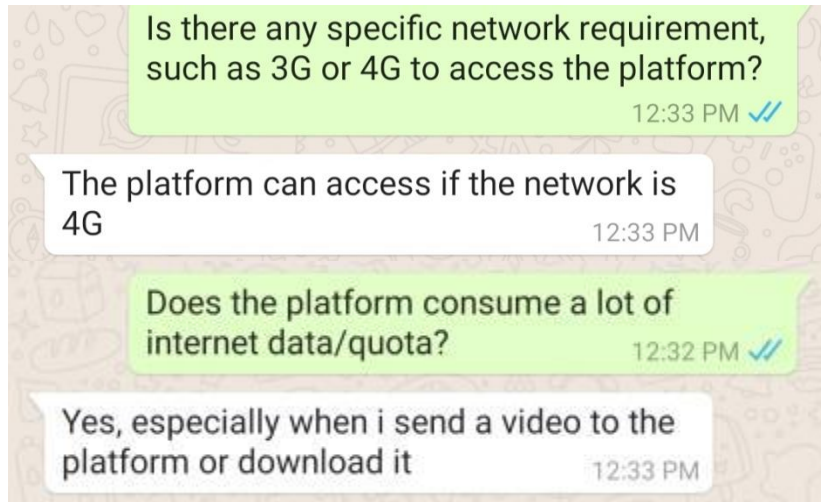 Is there any specific network requirement,
such as 3G or 4G to access the platform?
12:33 PM
The platform can access if the network is
4G
12:33 PM
Does the platform consume a lot of
internet data/quota?
12:32 PM
Yes, especially when i send a video to the
platform or download it
12:33 PM